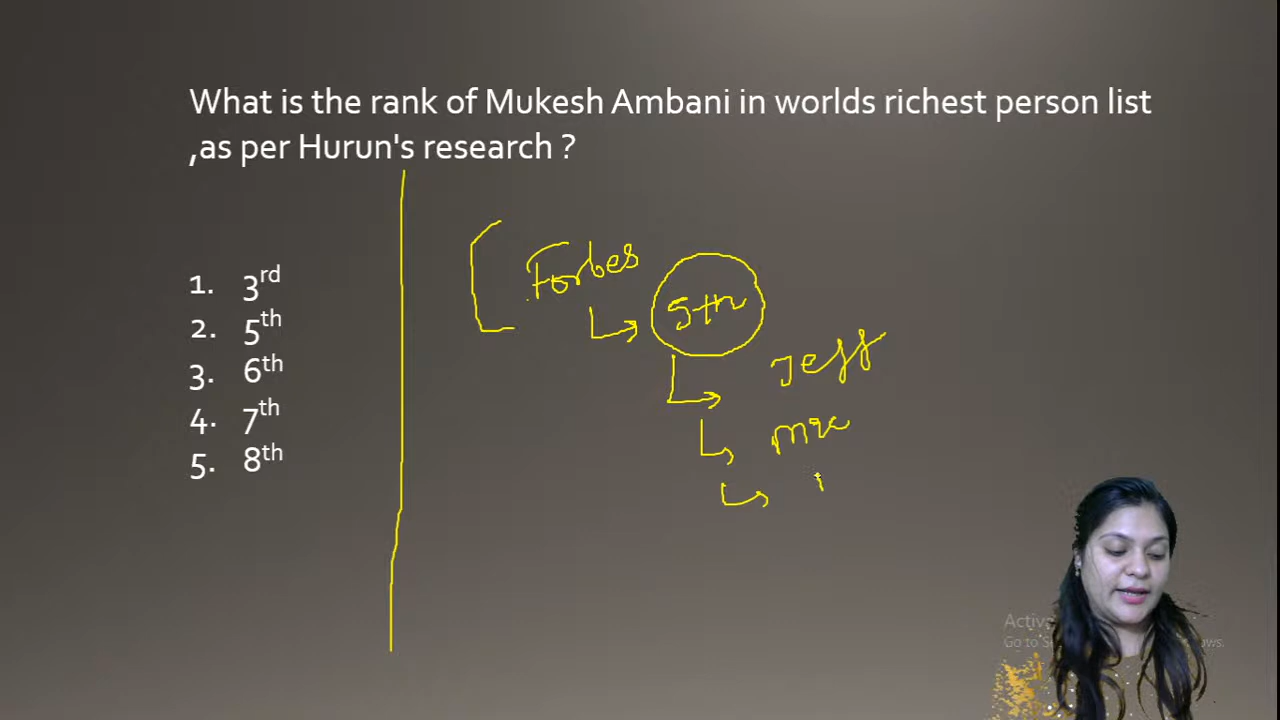 What is the rank of Mukesh Ambani in worlds richest person list
,as per Hurun's research ?
1. 3rd
2. 5th
3. 6th
4. 7th
5. 8th
Forbes
5th
Jeff